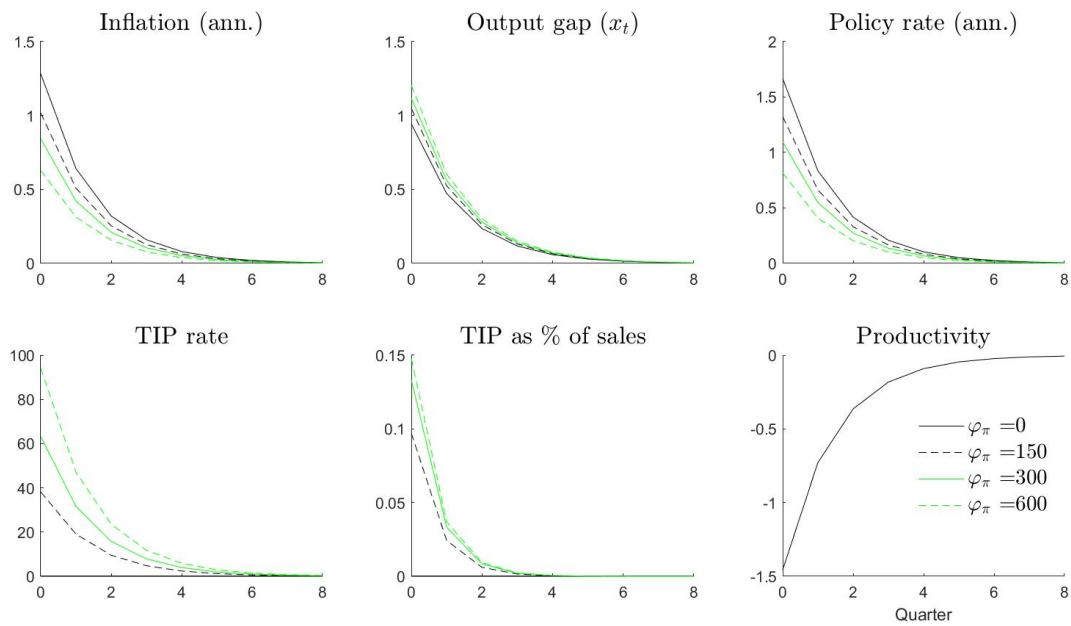 Inflation (ann.)
Output gap (xₜ)
Policy rate (ann.)
1.5
1
0.5
0
0 2 4 6 8
1.5
1
0.5
0
0 2 4 6 8
2
1.5
1
0.5
0
0 2 4 6 8
TIP rate
TIP as % of sales
Productivity
100
80
60
40
20
0
0 2 4 6 8
0.15
0.1
0.05
0
0 2 4 6 8
0
-0.5
-1
-1.5
φ_π =0
φ_π =150
φ_π =300
φ_π =600
0 2 4 6 8
Quarter